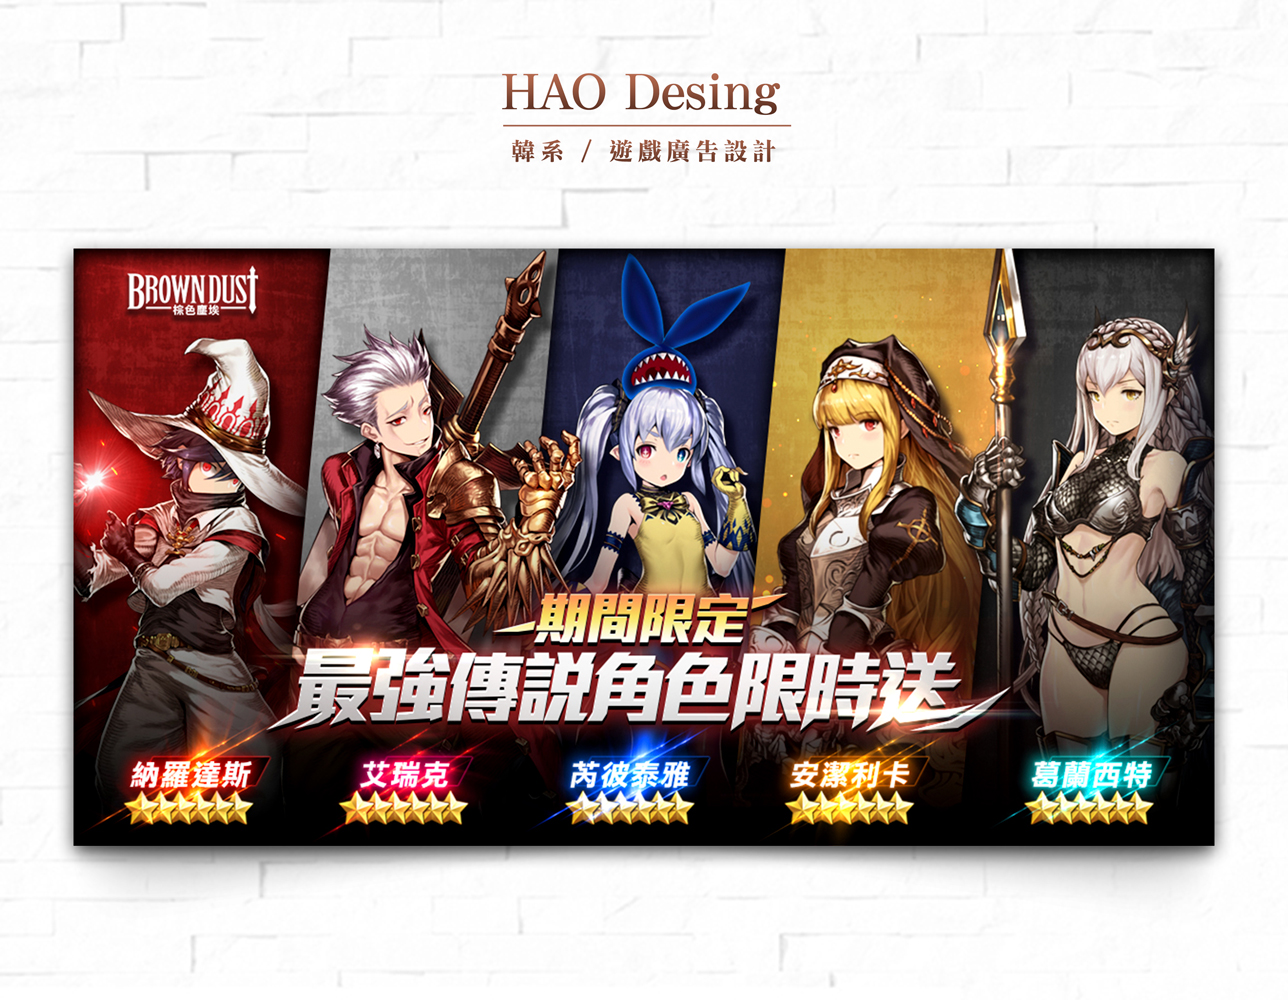 HAO Desing
韓系 / 遊戲廣告設計
BROWNDUST
棕色塵埃
期間限定
最強傳說角色限時送
納羅達斯
艾瑞克
芮彼泰雅
安潔利卡
葛蘭西特